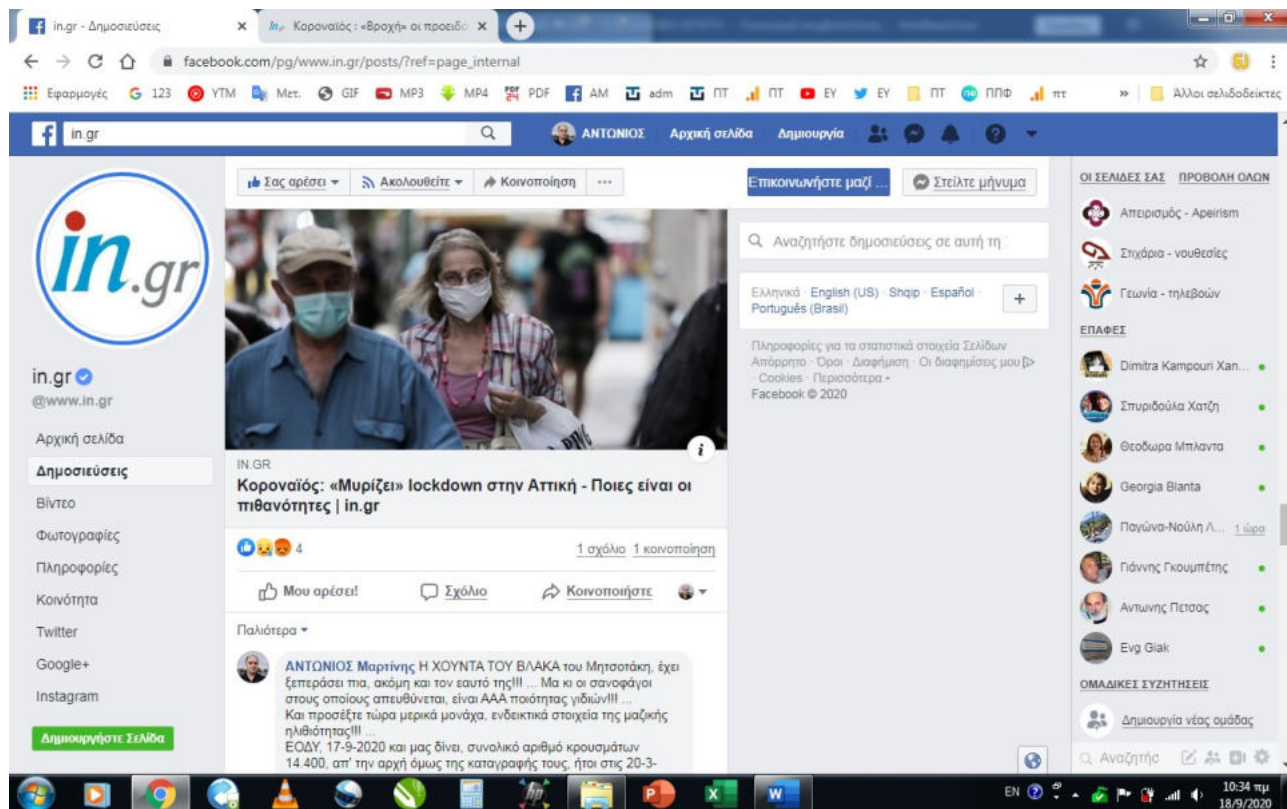 in.gr - Δημοσιεύσεις
Κοροναϊός : «Βροχή» οι προειδο
facebook.com/pg/www.in.gr/posts/?ref=page_internal
Εφαρμογές 123 YTM Μετ. GIF MP3 MP4 PDF AM adm ΠΤ ΠΤ ΕΥ ΕΥ ΠΤ ΠΠΦ πτ » Άλλοι σελιδοδείκτες
in.gr
ΑΝΤΩΝΙΟΣ Αρχική σελίδα Δημιουργία
in.gr
in.gr
@www.in.gr
Αρχική σελίδα
Δημοσιεύσεις
Βίντεο
Φωτογραφίες
Πληροφορίες
Κοινότητα
Twitter
Google+
Instagram
Δημιουργήστε Σελίδα
Σας αρέσει Ακολουθείτε Κοινοποίηση ...
Επικοινωνήστε μαζί ... Στείλτε μήνυμα
IN.GR
Κοροναϊός: «Μυρίζει» lockdown στην Αττική - Ποιες είναι οι
πιθανότητες | in.gr
4
1 σχόλιο 1 κοινοποίηση
Μου αρέσει! Σχόλιο Κοινοποιήστε
Παλιότερα
ΑΝΤΩΝΙΟΣ Μαρτίνης Η ΧΟΥΝΤΑ ΤΟΥ ΒΛΑΚΑ του Μητσοτάκη, έχει
ξεπεράσει πια, ακόμη και τον εαυτό της!!! ... Μα κι οι σανοφάγοι
στους οποίους απευθύνεται, είναι ΑΑΑ ποιότητας γιδιών!!! ...
Και προσέξτε τώρα μερικά μονάχα, ενδεικτικά στοιχεία της μαζικής
ηλιθιότητας!!! ...
ΕΟΔΥ, 17-9-2020 και μας δίνει, συνολικό αριθμό κρουσμάτων
14.400, απ' την αρχή όμως της καταγραφής τους, ήτοι στις 20-3-
Αναζητήστε δημοσιεύσεις σε αυτή τη
Ελληνικά · English (US) · Shqip · Español ·
Português (Brasil)
Πληροφορίες για τα στατιστικά στοιχεία Σελίδων
Απόρρητο · Όροι · Διαφήμιση · Οι διαφημίσεις μου
· Cookies · Περισσότερα
Facebook © 2020
ΟΙ ΣΕΛΙΔΕΣ ΣΑΣ ΠΡΟΒΟΛΗ ΟΛΩΝ
Απειρισμός - Apeirism
Στιχάρια - νουθεσίες
Γεωνία - τηλεβοών
ΕΠΑΦΕΣ
Dimitra Kampouri Xan...
Σπυριδούλα Χατζη
Θεοδωρα Μπλαντα
Georgia Blanta
Παγώνα-Νούλη Λ... 1 ώρα
Γιάννης Γκουμπέτης
Αντωνης Πετσας
Evg Giak
ΟΜΑΔΙΚΕΣ ΣΥΖΗΤΗΣΕΙΣ
Δημιουργία νέας ομάδας
Αναζήτησ
EN
10:34 πμ
18/9/2020